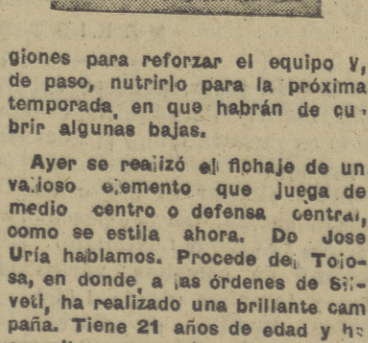 giones para reforzar el equipo y,
de paso, nutrirlo para la próxima
temporada, en que habrán de cu-
brir algunas bajas.
Ayer se realizó el fichaje de un
valioso elemento que juega de
medio centro o defensa central,
como se estila ahora. De Jose
Uría hablamos. Procede del Tolo-
sa, en donde a las órdenes de Sil-
veti, ha realizado una brillante cam
paña. Tiene 21 años de edad y ha